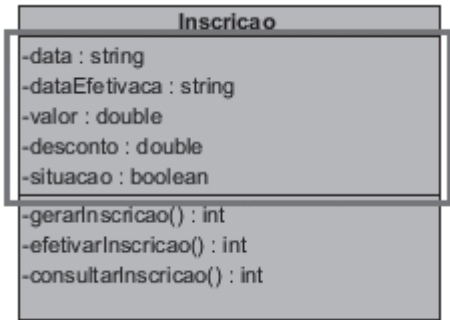 Inscricao
-data : string
-dataEfetivaca : string
-valor : double
-desconto : double
-situacao : boolean
-gerarInscricao() : int
-efetivarInscricao() : int
-consultarInscricao() : int